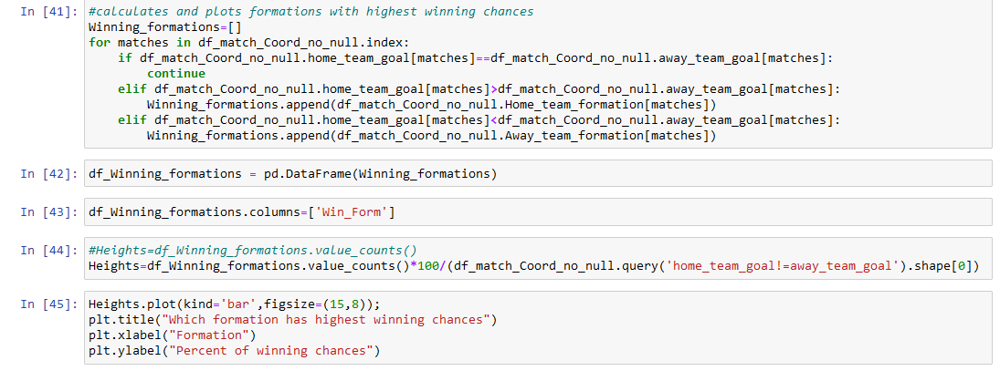 In [41]: #calculates and plots formations with highest winning chances
Winning_formations=[]
for matches in df_match_Coord_no_null.index:
    if df_match_Coord_no_null.home_team_goal[matches]==df_match_Coord_no_null.away_team_goal[matches]:
        continue
    elif df_match_Coord_no_null.home_team_goal[matches]>df_match_Coord_no_null.away_team_goal[matches]:
        Winning_formations.append(df_match_Coord_no_null.Home_team_formation[matches])
    elif df_match_Coord_no_null.home_team_goal[matches]<df_match_Coord_no_null.away_team_goal[matches]:
        Winning_formations.append(df_match_Coord_no_null.Away_team_formation[matches])
In [42]: df_Winning_formations = pd.DataFrame(Winning_formations)
In [43]: df_Winning_formations.columns=['Win_Form']
In [44]: #Heights=df_Winning_formations.value_counts()
Heights=df_Winning_formations.value_counts()*100/(df_match_Coord_no_null.query('home_team_goal!=away_team_goal').shape[0])
In [45]: Heights.plot(kind='bar',figsize=(15,8));
plt.title("Which formation has highest winning chances")
plt.xlabel("Formation")
plt.ylabel("Percent of winning chances")